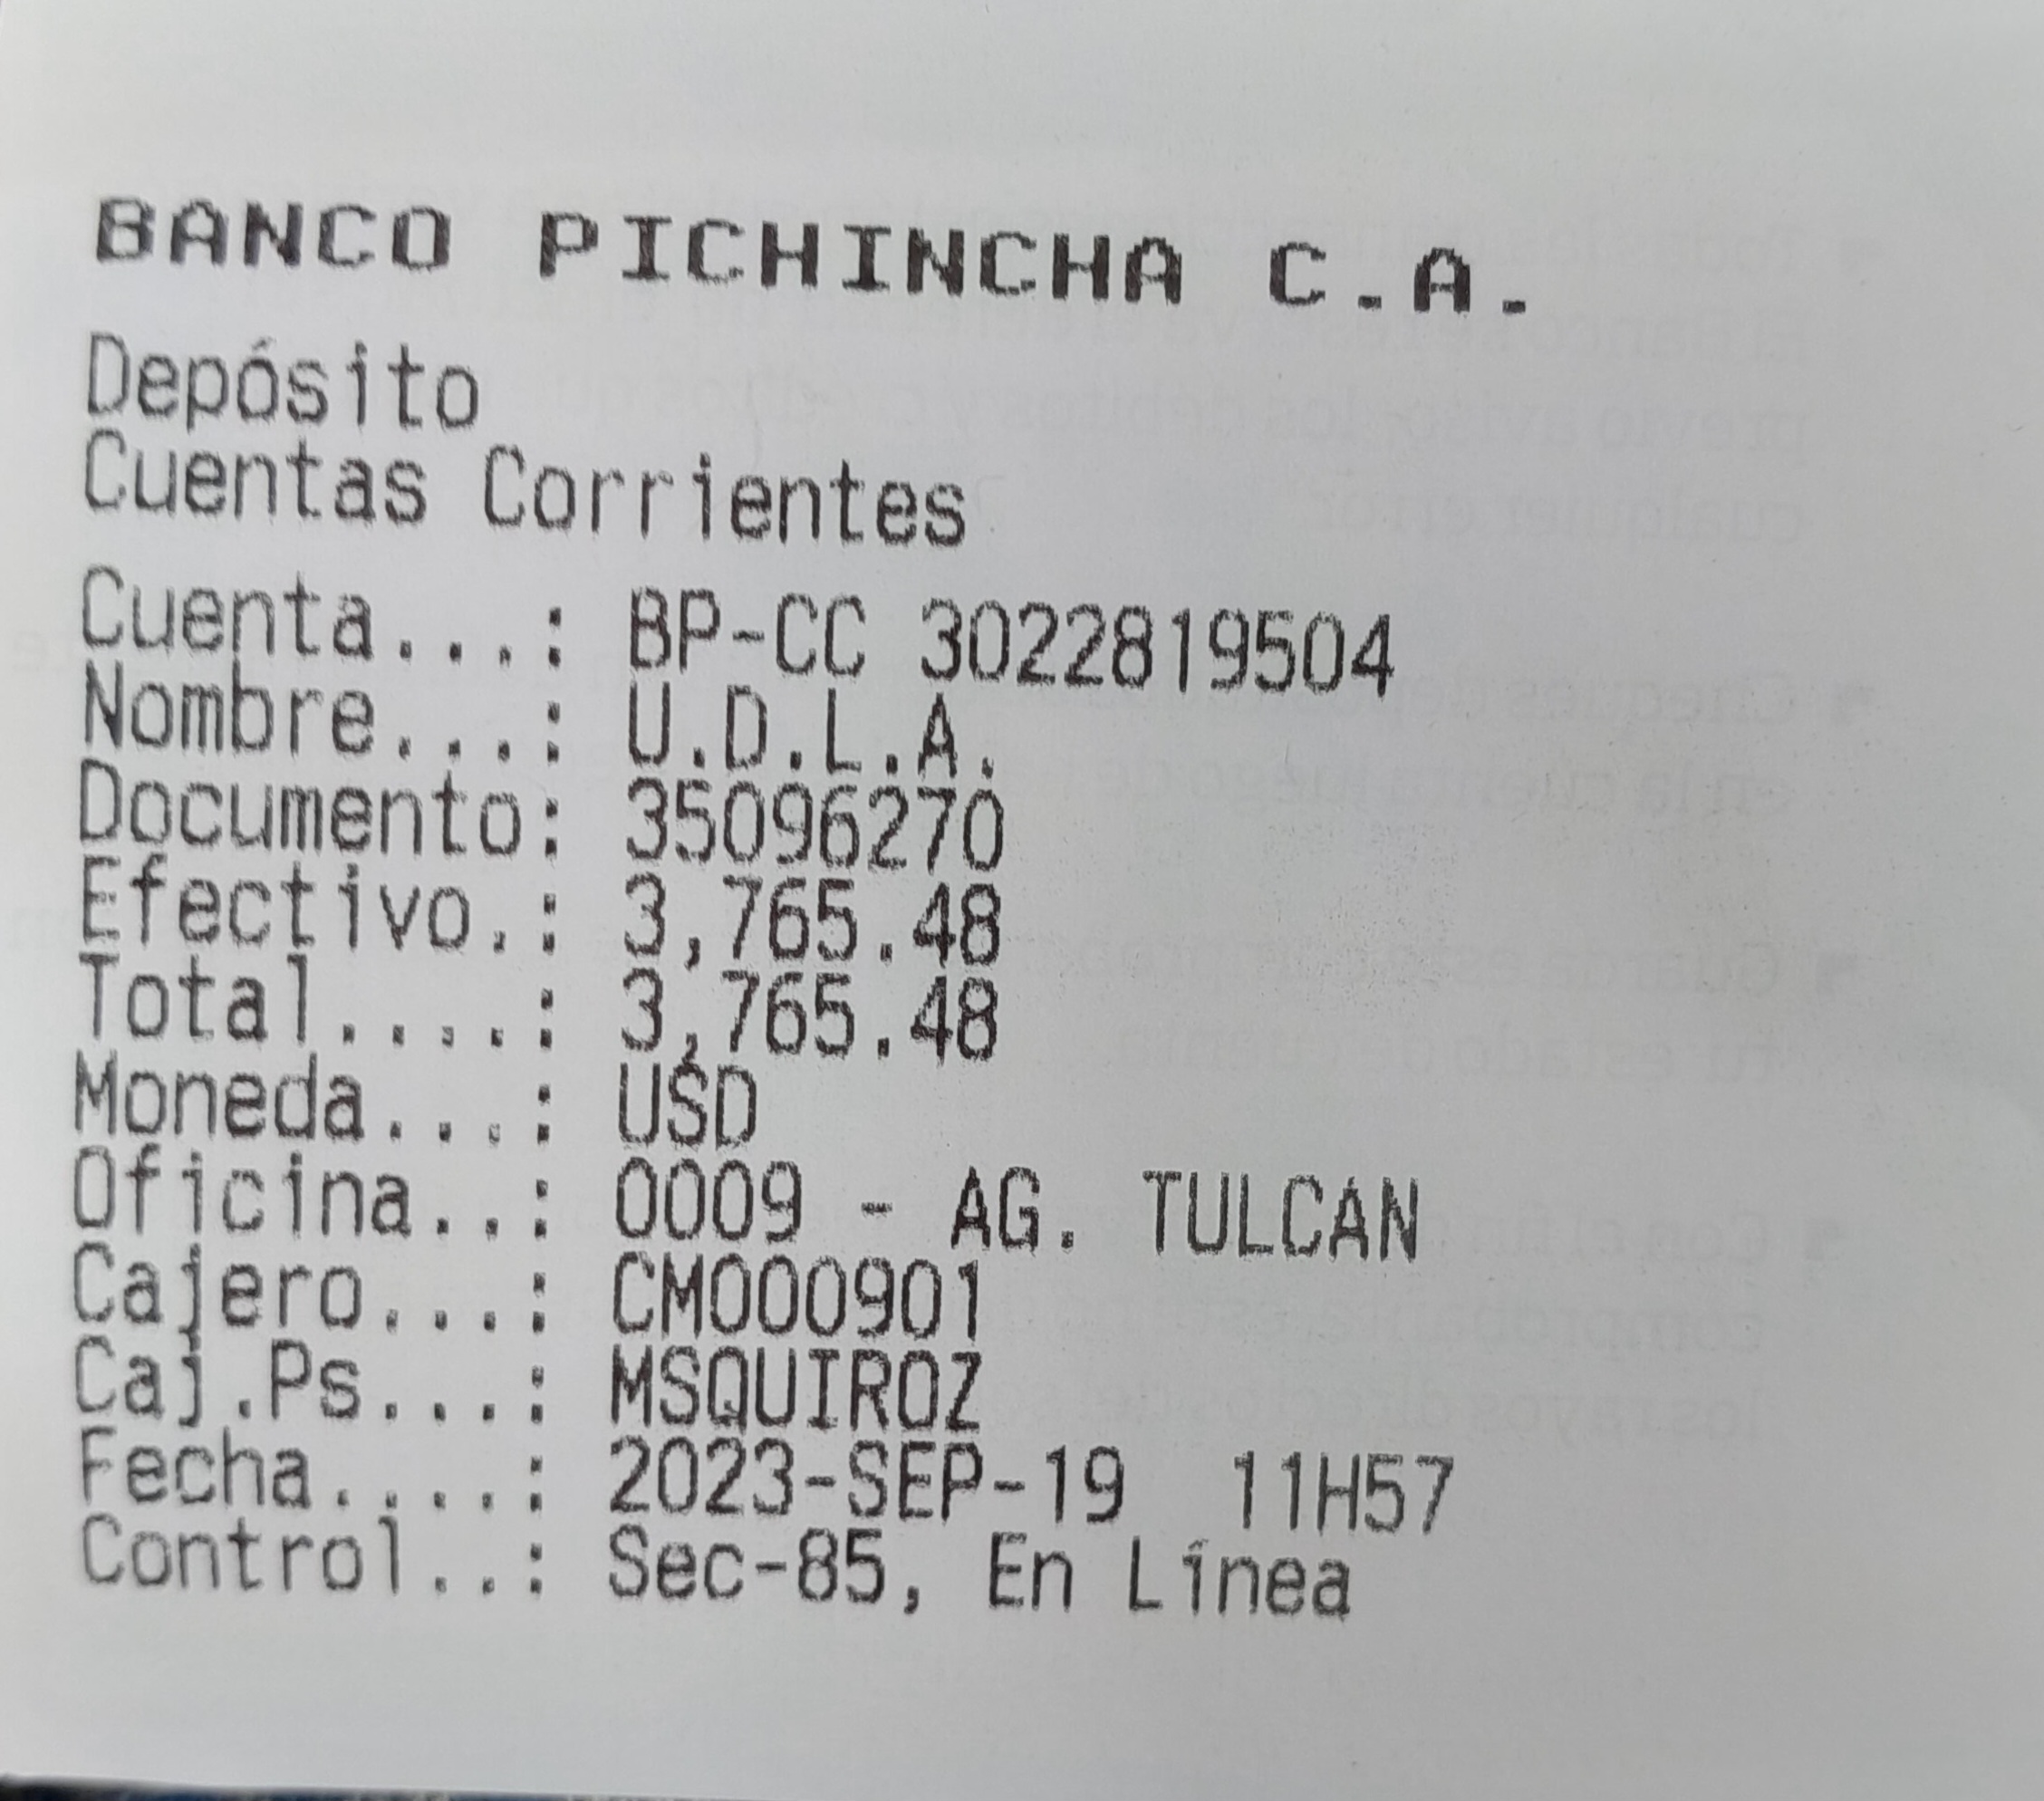 BANCO PICHINCHA C.A.
Depósito
Cuentas Corrientes
Cuenta...: BP-CC 3022819504
Nombre...: U.D.L.A.
Documento: 35096270
Efectivo.: 3,765.48
Total....: 3,765.48
Moneda...: USD
Oficina..: 0009 - AG. TULCAN
Cajero...: CM000901
Caj.Ps...: MSQUIROZ
Fecha....: 2023-SEP-19 11H57
Control..: Sec-85, En Línea